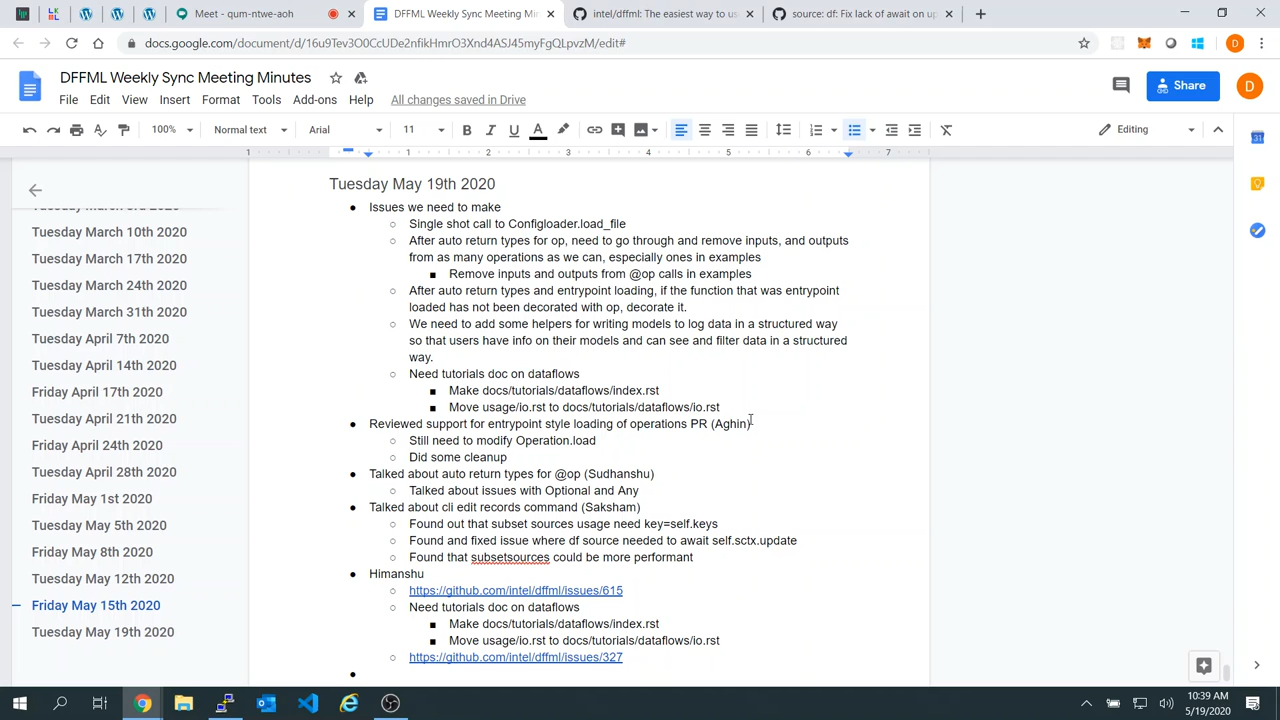 Meet - qum-ntwe-aoh
DFFML Weekly Sync Meeting Min
intel/dffml: The easiest way to us
source: df: Fix lack of await on up
docs.google.com/document/d/16u9Tev3O0CcUDe2nfikHmrO3Xnd4ASJ45myFgQLpvzM/edit#
D
DFFML Weekly Sync Meeting Minutes
File Edit View Insert Format Tools Add-ons Help All changes saved in Drive
Share
D
100% Normal text Arial 11 B I U A Editing
1 1 2 3 4 5 6 7
31
Tuesday March 10th 2020
Tuesday March 17th 2020
Tuesday March 24th 2020
Tuesday March 31th 2020
Tuesday April 7th 2020
Tuesday April 14th 2020
Friday April 17th 2020
Tuesday April 21th 2020
Friday April 24th 2020
Tuesday April 28th 2020
Friday May 1st 2020
Tuesday May 5th 2020
Friday May 8th 2020
Tuesday May 12th 2020
Friday May 15th 2020
Tuesday May 19th 2020
Tuesday May 19th 2020
Issues we need to make
Single shot call to Configloader.load_file
After auto return types for op, need to go through and remove inputs, and outputs
from as many operations as we can, especially ones in examples
Remove inputs and outputs from @op calls in examples
After auto return types and entrypoint loading, if the function that was entrypoint
loaded has not been decorated with op, decorate it.
We need to add some helpers for writing models to log data in a structured way
so that users have info on their models and can see and filter data in a structured
way.
Need tutorials doc on dataflows
Make docs/tutorials/dataflows/index.rst
Move usage/io.rst to docs/tutorials/dataflows/io.rst
Reviewed support for entrypoint style loading of operations PR (Aghin)
Still need to modify Operation.load
Did some cleanup
Talked about auto return types for @op (Sudhanshu)
Talked about issues with Optional and Any
Talked about cli edit records command (Saksham)
Found out that subset sources usage need key=self.keys
Found and fixed issue where df source needed to await self.sctx.update
Found that subsetsources could be more performant
Himanshu
https://github.com/intel/dffml/issues/615
Need tutorials doc on dataflows
Make docs/tutorials/dataflows/index.rst
Move usage/io.rst to docs/tutorials/dataflows/io.rst
https://github.com/intel/dffml/issues/327
10:39 AM
5/19/2020